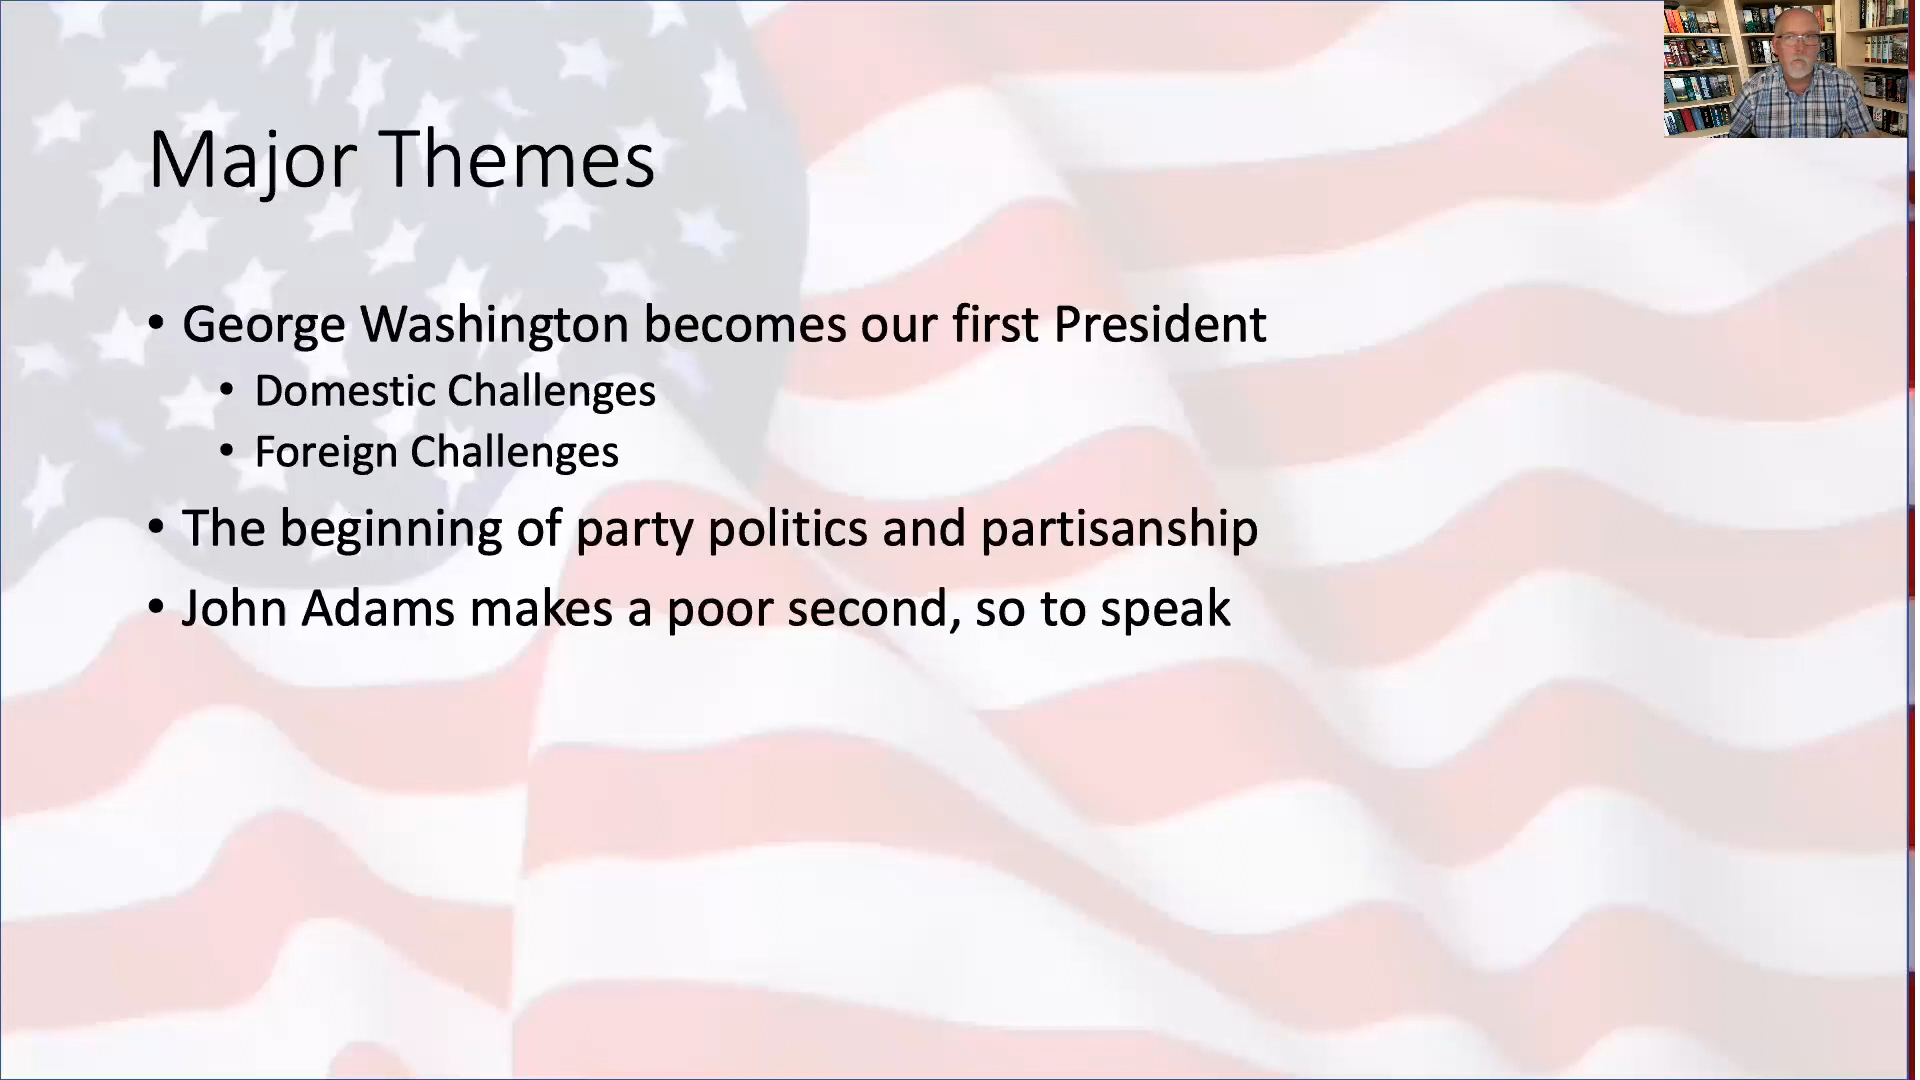 Major Themes
• George Washington becomes our first President
• Domestic Challenges
• Foreign Challenges
• The beginning of party politics and partisanship
• John Adams makes a poor second, so to speak